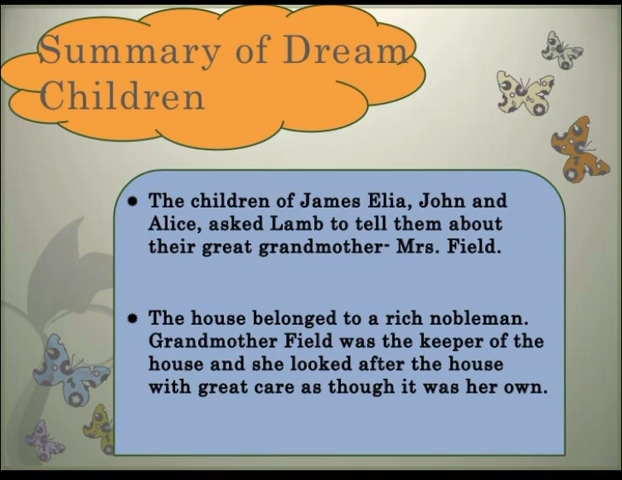 Summary of Dream
Children
The children of James Elia, John and
Alice, asked Lamb to tell them about
their great grandmother- Mrs. Field.
The house belonged to a rich nobleman.
Grandmother Field was the keeper of the
house and she looked after the house
with great care as though it was her own.